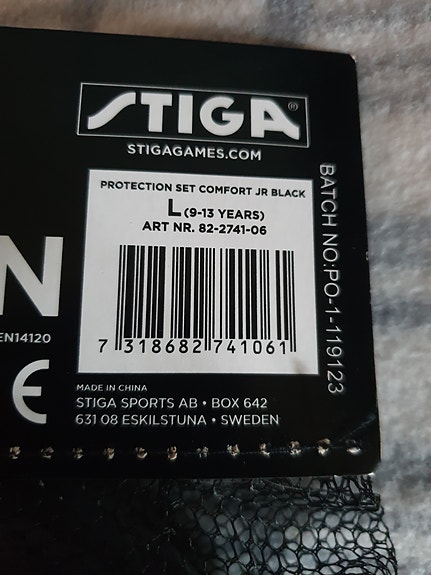 STIGA®
STIGAGAMES.COM
PROTECTION SET COMFORT JR BLACK
L (9-13 YEARS)
ART NR. 82-2741-06
7 318682 741061
BATCH NO:PO-1-119123
N
EN14120
CE
MADE IN CHINA
STIGA SPORTS AB • BOX 642
631 08 ESKILSTUNA • SWEDEN